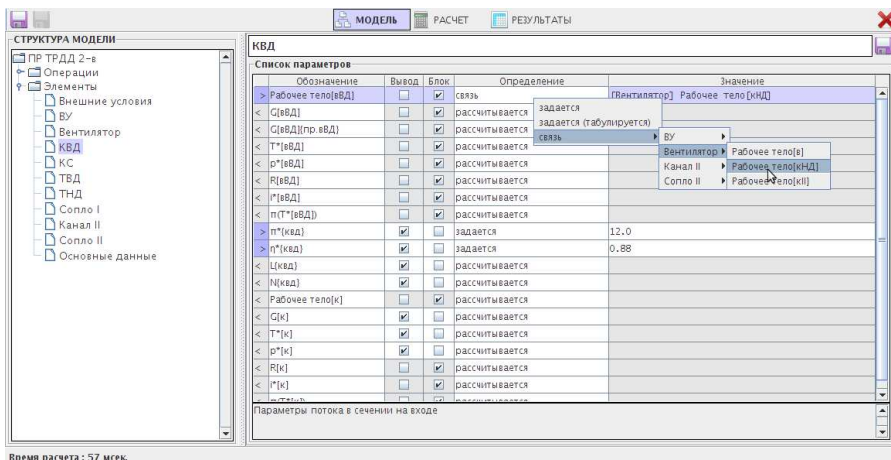 МОДЕЛЬ РАСЧЕТ РЕЗУЛЬТАТЫ
СТРУКТУРА МОДЕЛИ
ПР ТРДД 2-в
Операции
Элементы
Внешние условия
ВУ
Вентилятор
КВД
КС
ТВД
ТНД
Сопло I
Канал II
Сопло II
Основные данные
КВД
Список параметров
Обозначение Вывод Блок Определение Значение
> Рабочее тело[вВД] связь [Вентилятор] Рабочее тело[кНД]
< G[вВД] рассчитывается
< G[вВД]{пр.вВД} рассчитывается
< T*[вВД] рассчитывается
< p*[вВД] рассчитывается
< R[вВД] рассчитывается
< i*[вВД] рассчитывается
< π(T*[вВД]) рассчитывается
> π*{квд} задается 12.0
> η*{квд} задается 0.88
< L{квд} рассчитывается
< N{квд} рассчитывается
< Рабочее тело[к] рассчитывается
< G[к] рассчитывается
< T*[к] рассчитывается
< p*[к] рассчитывается
< R[к] рассчитывается
< i*[к] рассчитывается
задается
задается (табулируется)
связь
ВУ
Вентилятор
Канал II
Сопло II
Рабочее тело[в]
Рабочее тело[кНД]
Рабочее тело[кII]
Параметры потока в сечении на входе
Время расчета : 57 мсек.